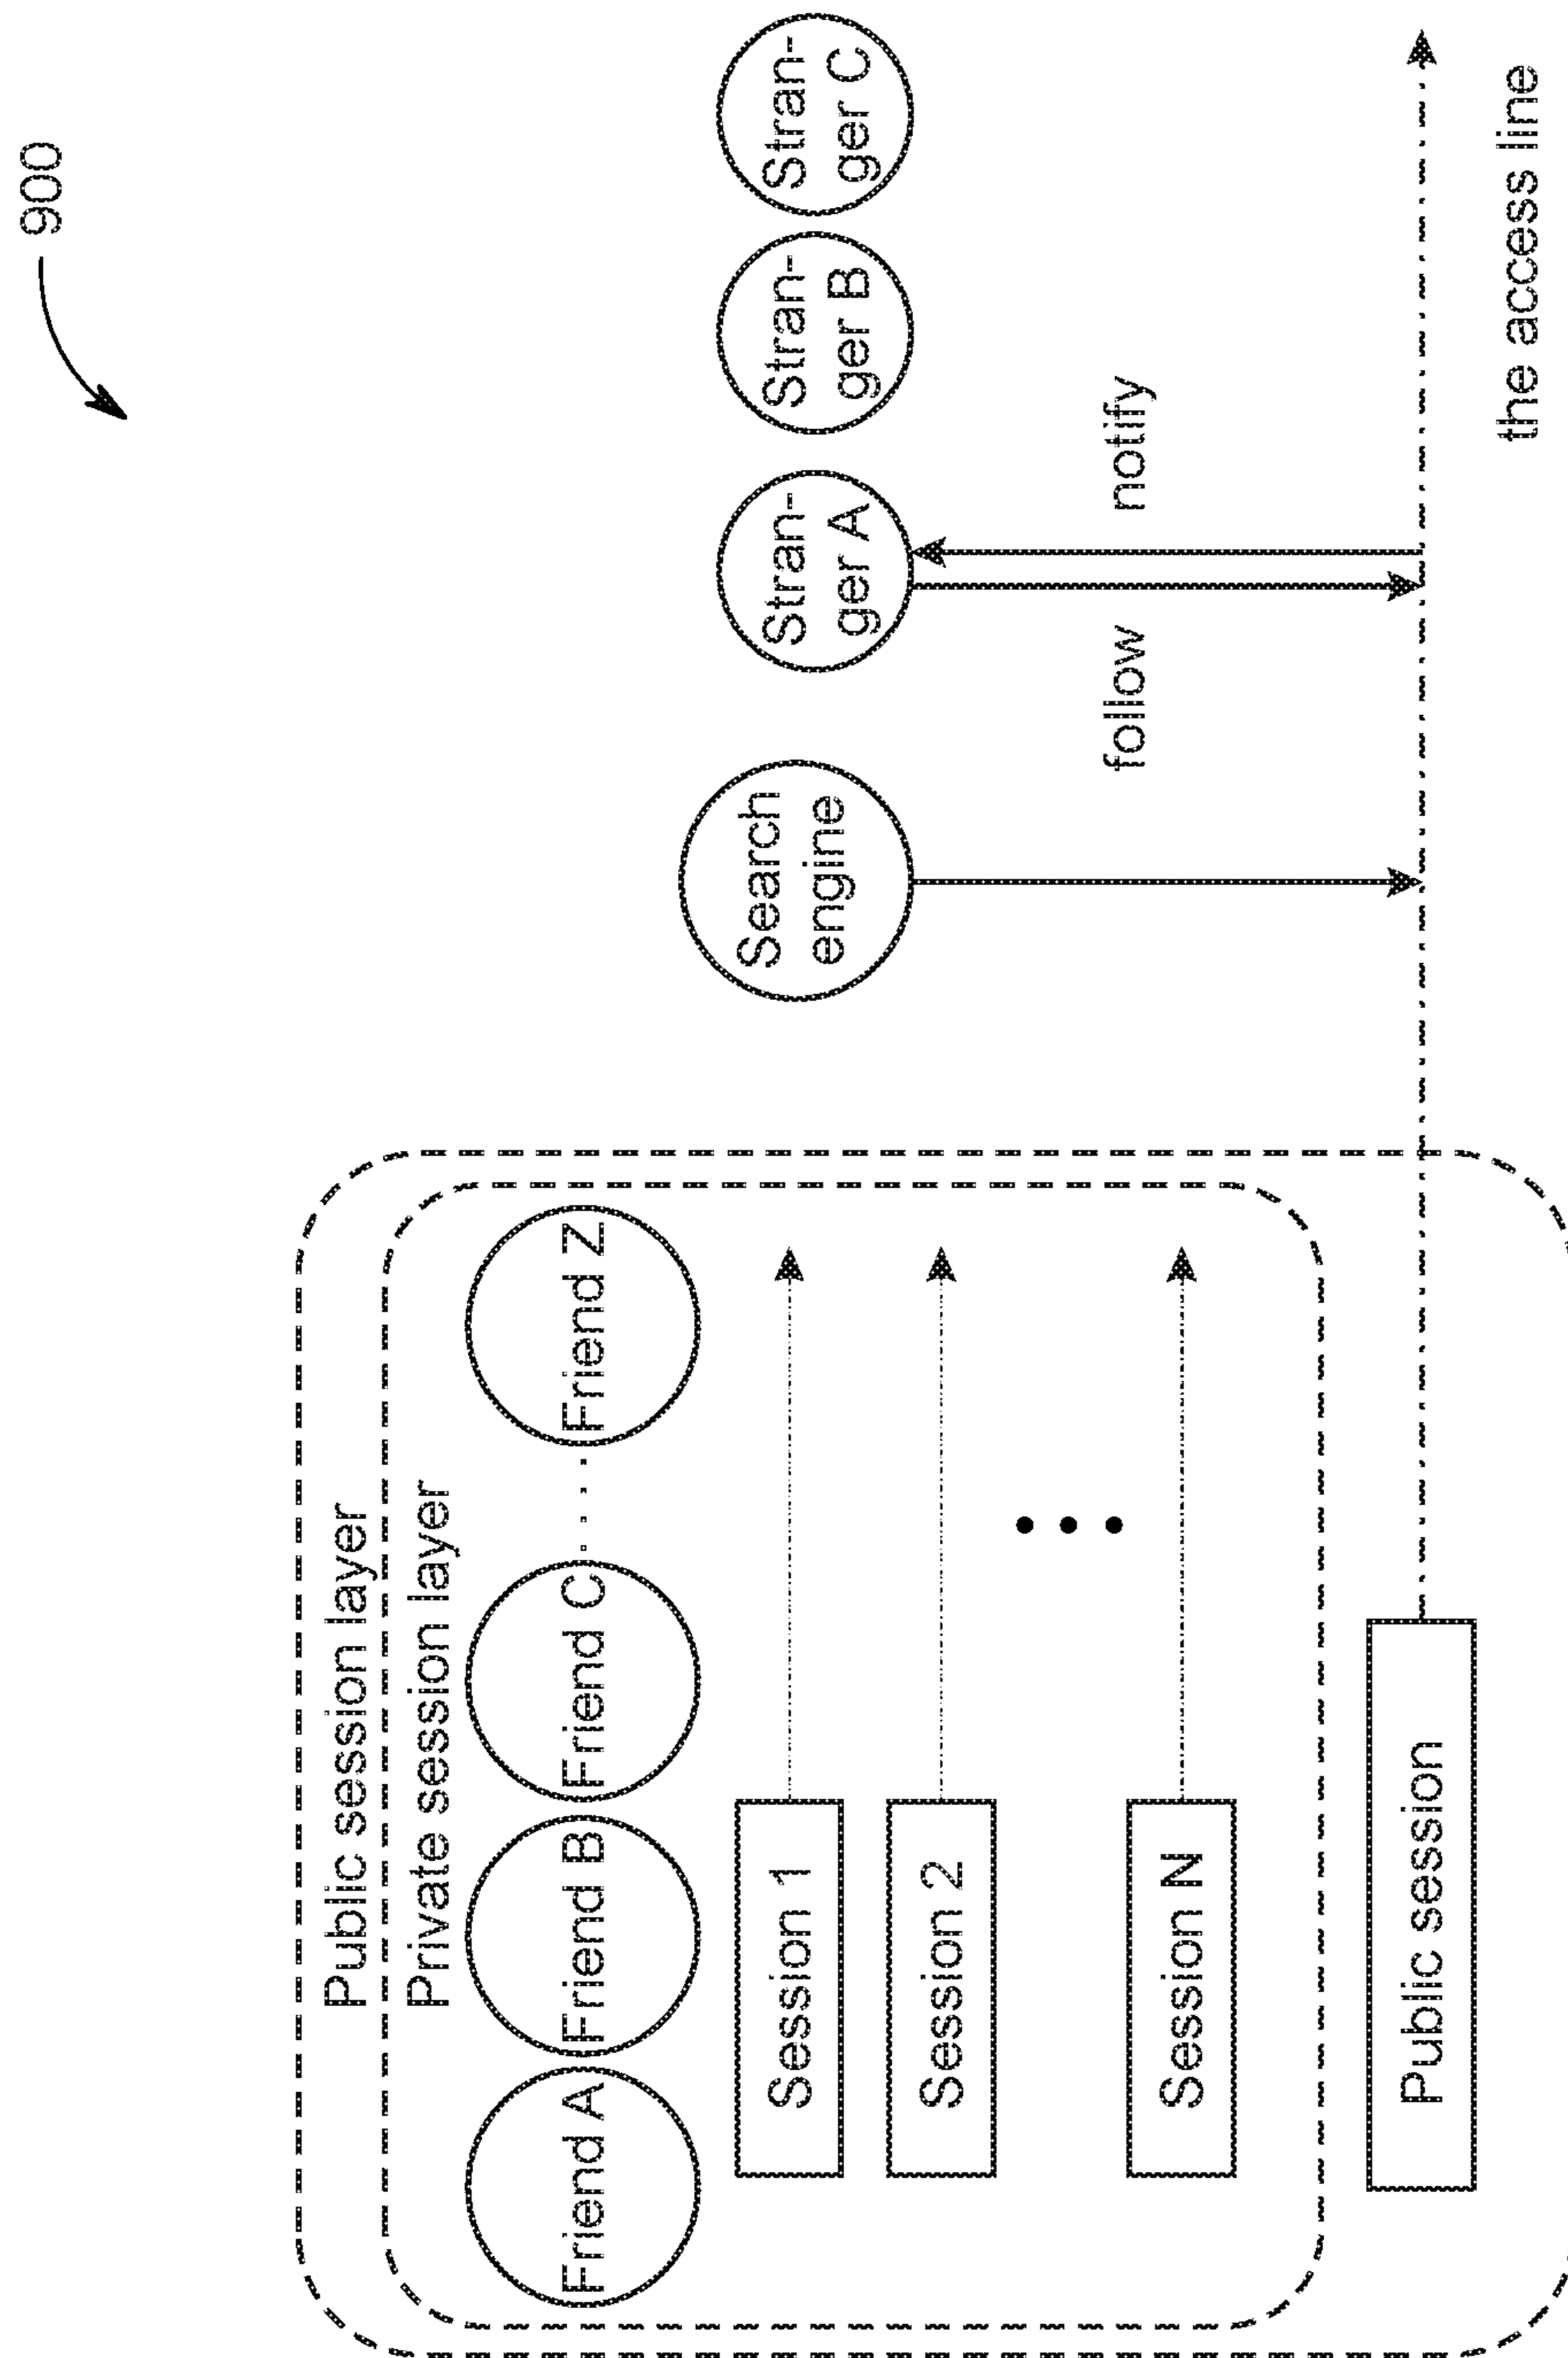 900
Public session layer
Private session layer
Friend A
Friend B
Friend C
Friend Z
Session 1
Session 2
Session N
Public session
Search
engine
Stran-
ger A
Stran-
ger B
Stran-
ger C
follow
notify
the access line